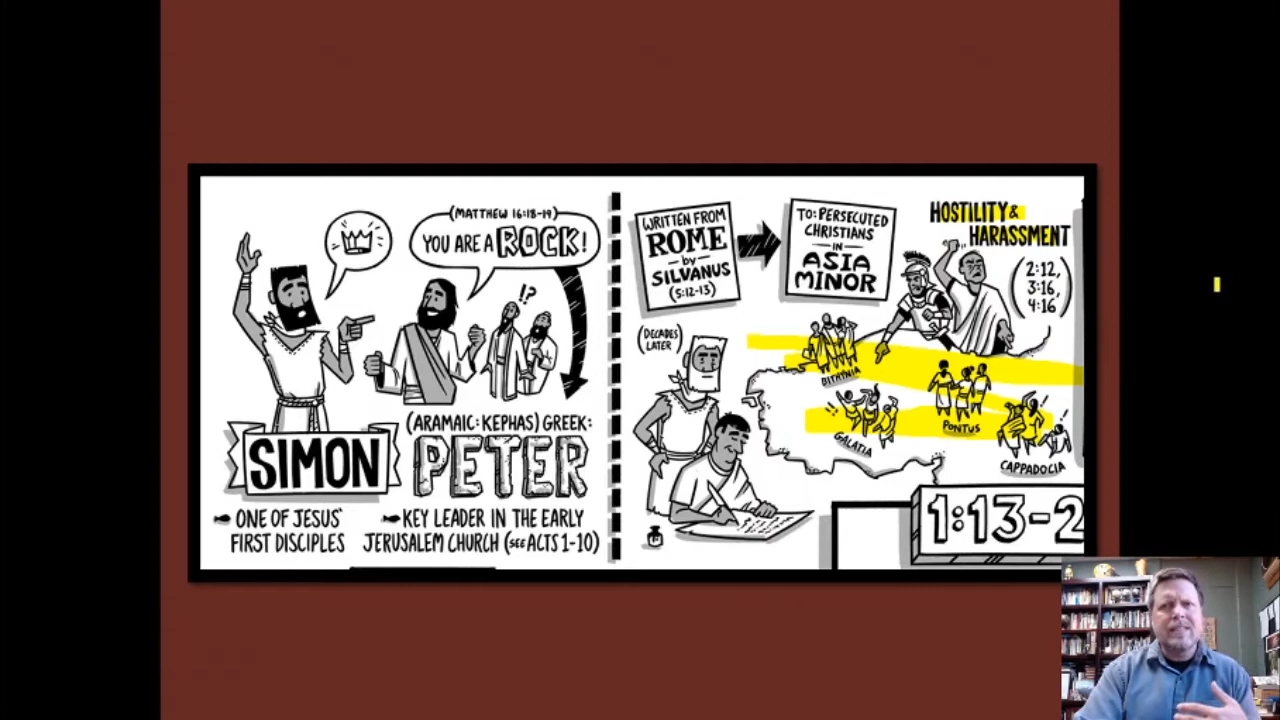 (MATTHEW 16:18-19)
YOU ARE A ROCK!
!?
SIMON
(ARAMAIC: KEPHAS) GREEK:
PETER
ONE OF JESUS'
FIRST DISCIPLES
KEY LEADER IN THE EARLY
JERUSALEM CHURCH (SEE ACTS 1-10)
WRITTEN FROM
ROME
by
SILVANUS
(5:12-13)
TO: PERSECUTED
CHRISTIANS
IN
ASIA
MINOR
HOSTILITY &
HARASSMENT
(2:12,
3:16,
4:16)
(DECADES
LATER)
BITHYNIA
PONTUS
GALATIA
CAPPADOCIA
1:13-2